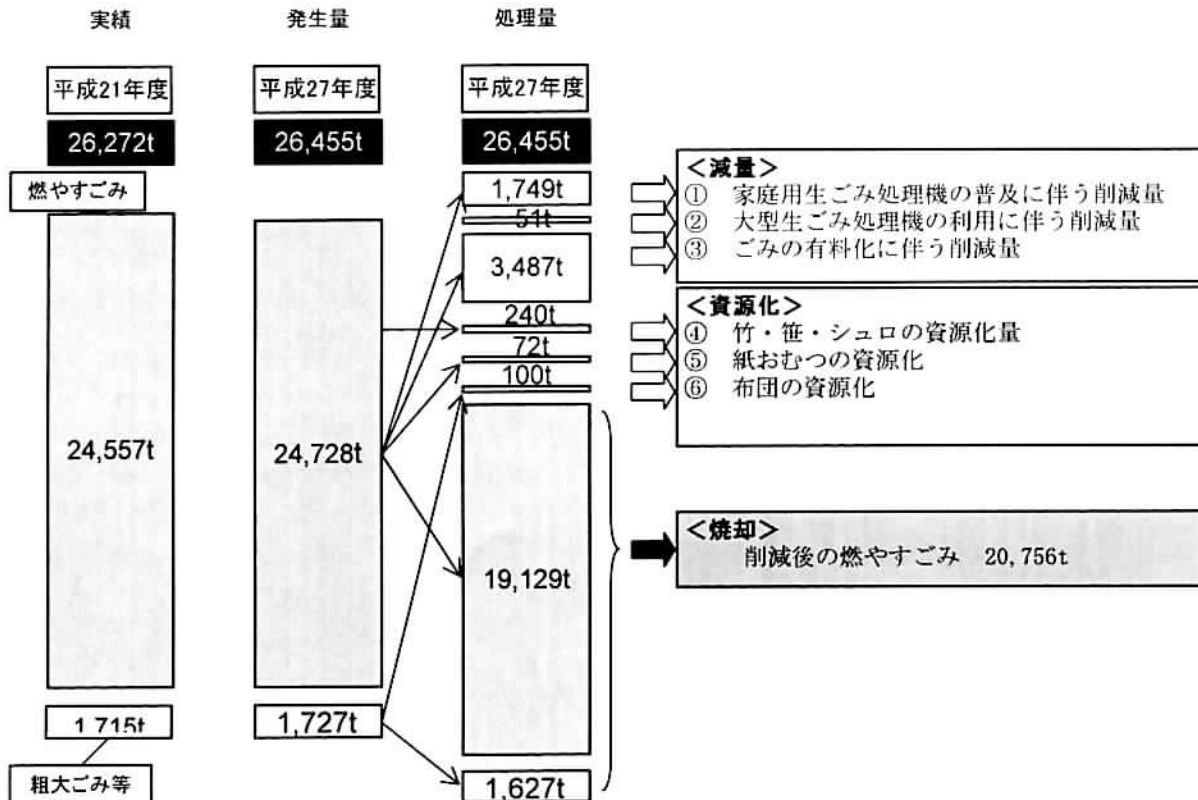 実績
発生量
処理量
平成21年度
平成27年度
平成27年度
26,272t
26,455t
26,455t
燃やすごみ
1,749t
51t
3,487t
240t
72t
100t
24,557t
24,728t
19,129t
1,715t
1,727t
1,627t
粗大ごみ等
＜減量＞
① 家庭用生ごみ処理機の普及に伴う削減量
② 大型生ごみ処理機の利用に伴う削減量
③ ごみの有料化に伴う削減量
＜資源化＞
④ 竹・笹・シュロの資源化量
⑤ 紙おむつの資源化
⑥ 布団の資源化
＜焼却＞
削減後の燃やすごみ 20,756t